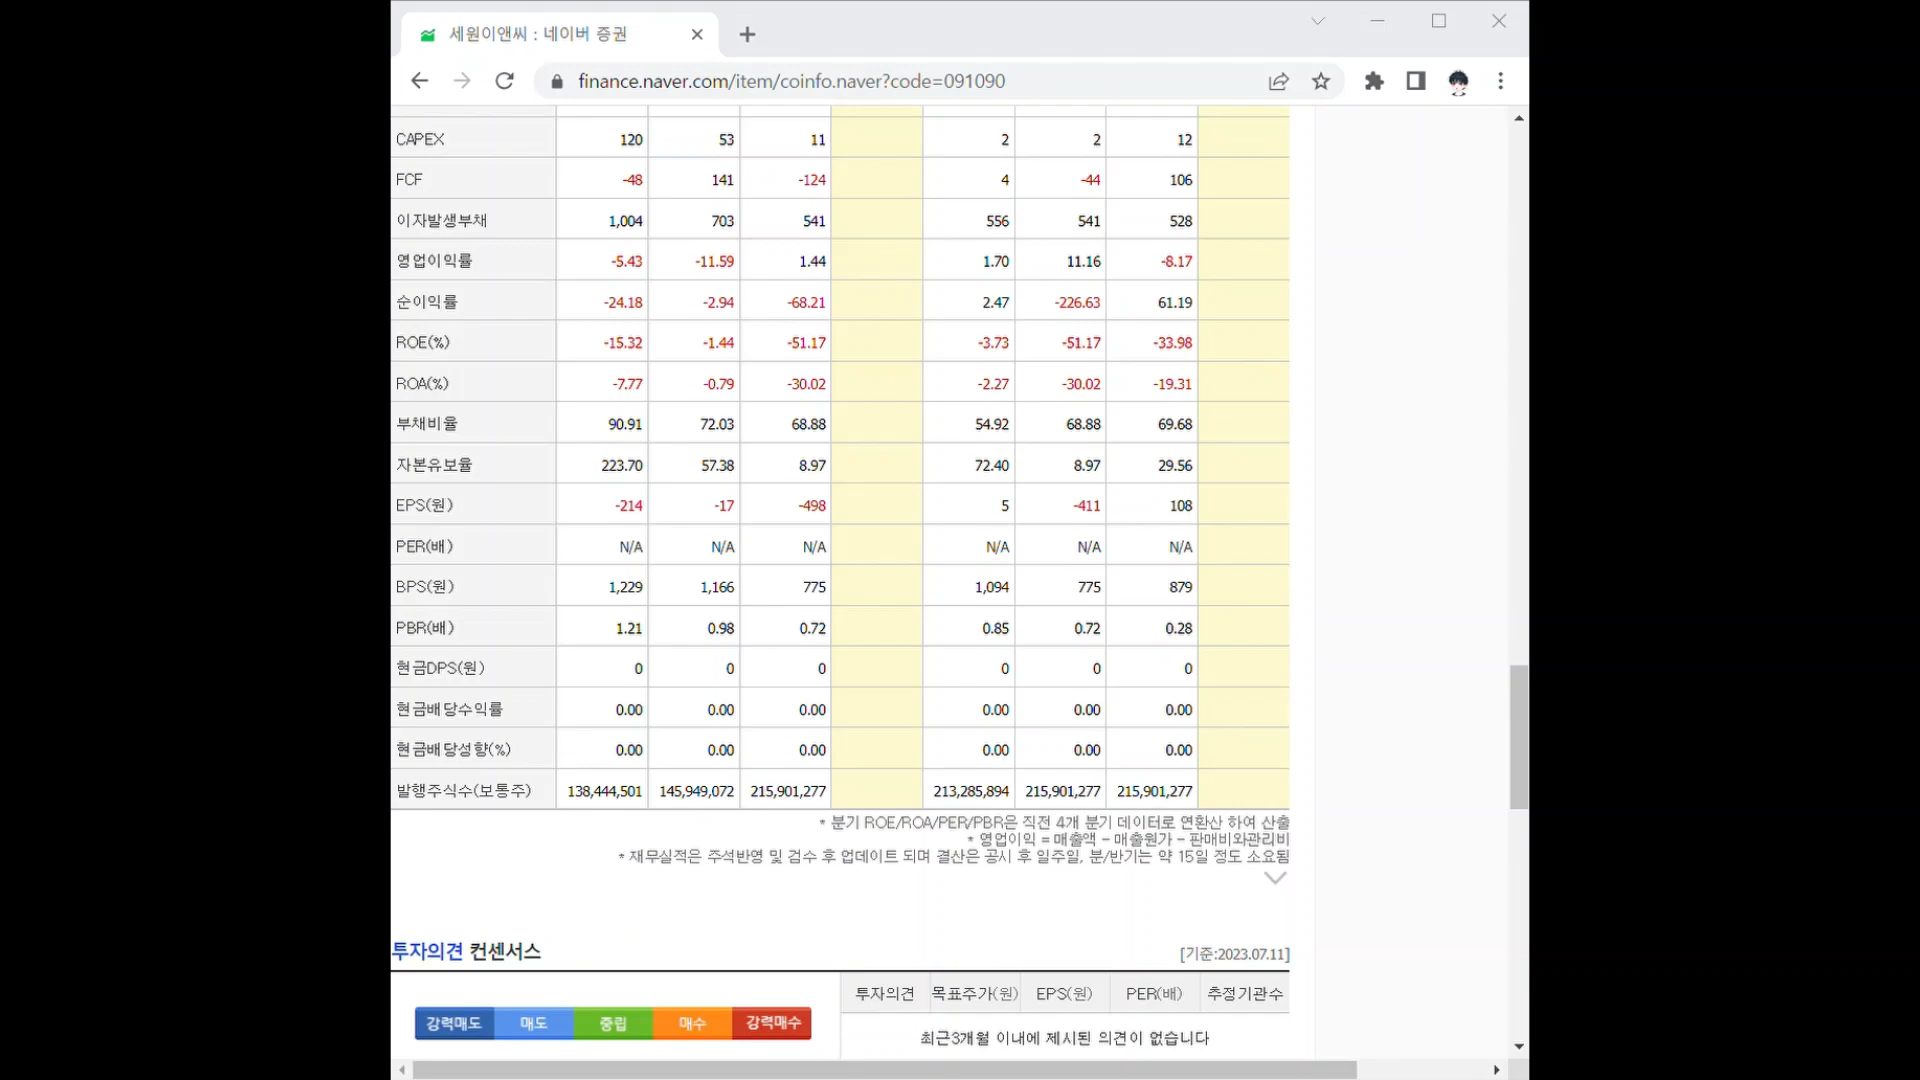 세원이앤씨 : 네이버 증권
finance.naver.com/item/coinfo.naver?code=091090
CAPEX 120 53 11 2 2 12
FCF -48 141 -124 4 -44 106
이자발생부채 1,004 703 541 556 541 528
영업이익률 -5.43 -11.59 1.44 1.70 11.16 -8.17
순이익률 -24.18 -2.94 -68.21 2.47 -226.63 61.19
ROE(%) -15.32 -1.44 -51.17 -3.73 -51.17 -33.98
ROA(%) -7.77 -0.79 -30.02 -2.27 -30.02 -19.31
부채비율 90.91 72.03 68.88 54.92 68.88 69.68
자본유보율 223.70 57.38 8.97 72.40 8.97 29.56
EPS(원) -214 -17 -498 5 -411 108
PER(배) N/A N/A N/A N/A N/A N/A
BPS(원) 1,229 1,166 775 1,094 775 879
PBR(배) 1.21 0.98 0.72 0.85 0.72 0.28
현금DPS(원) 0 0 0 0 0 0
현금배당수익률 0.00 0.00 0.00 0.00 0.00 0.00
현금배당성향(%) 0.00 0.00 0.00 0.00 0.00 0.00
발행주식수(보통주) 138,444,501 145,949,072 215,901,277 213,285,894 215,901,277 215,901,277
* 분기 ROE/ROA/PER/PBR은 직전 4개 분기 데이터로 연환산 하여 산출
* 영업이익 = 매출액 - 매출원가 - 판매비와관리비
* 재무실적은 주석반영 및 검수 후 업데이트 되며 결산은 공시 후 일주일, 분/반기는 약 15일 정도 소요됨
투자의견 컨센서스 [기준:2023.07.11]
투자의견 목표주가(원) EPS(원) PER(배) 추정기관수
강력매도 매도 중립 매수 강력매수
최근3개월 이내에 제시된 의견이 없습니다